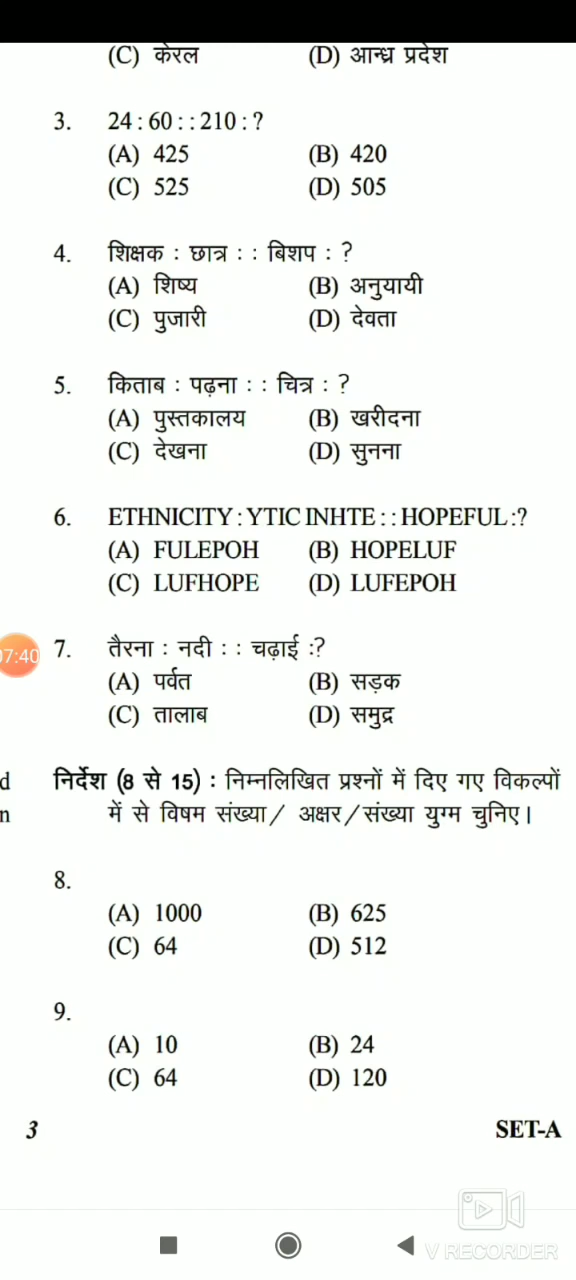 (C) केरल (D) आन्ध्र प्रदेश
3. 24 : 60 : : 210 : ?
(A) 425 (B) 420
(C) 525 (D) 505
4. शिक्षक : छात्र : : बिशप : ?
(A) शिष्य (B) अनुयायी
(C) पुजारी (D) देवता
5. किताब : पढ़ना : : चित्र : ?
(A) पुस्तकालय (B) खरीदना
(C) देखना (D) सुनना
6. ETHNICITY : YTIC INHTE : : HOPEFUL :?
(A) FULEPOH (B) HOPELUF
(C) LUFHOPE (D) LUFEPOH
07:40
7. तैरना : नदी : : चढ़ाई :?
(A) पर्वत (B) सड़क
(C) तालाब (D) समुद्र
d निर्देश (8 से 15) : निम्नलिखित प्रश्नों में दिए गए विकल्पों
n में से विषम संख्या / अक्षर / संख्या युग्म चुनिए।
8.
(A) 1000 (B) 625
(C) 64 (D) 512
9.
(A) 10 (B) 24
(C) 64 (D) 120
3 SET-A
V RECORDER